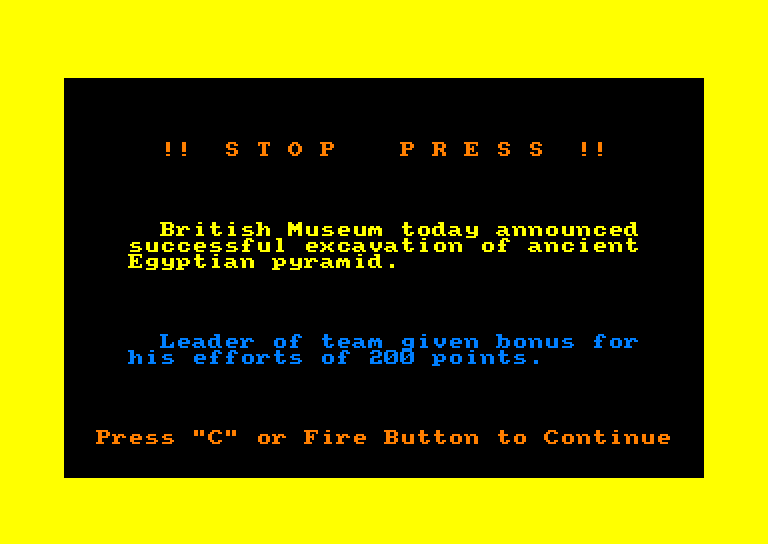 !! S T O P  P R E S S !!
British Museum today announced
successful excavation of ancient
Egyptian pyramid.
Leader of team given bonus for
his efforts of 200 points.
Press "C" or Fire Button to Continue